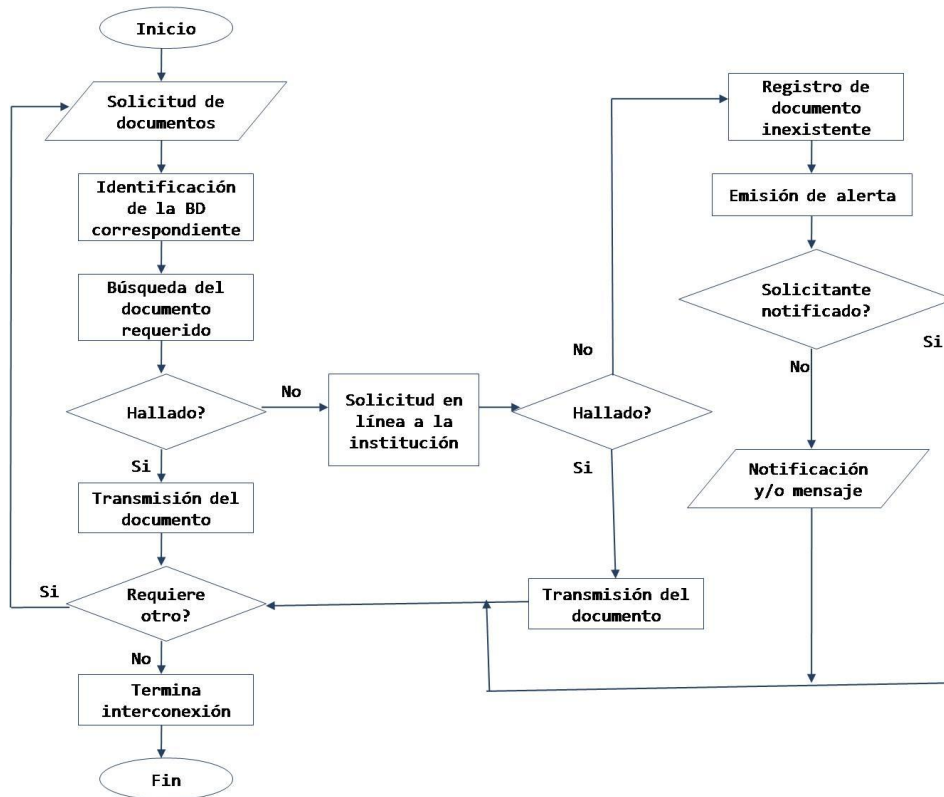 Inicio
Solicitud de
documentos
Identificación
de la BD
correspondiente
Búsqueda del
documento
requerido
Hallado?
No
Si
Solicitud en
línea a la
institución
Hallado?
No
Si
Registro de
documento
inexistente
Emisión de alerta
Solicitante
notificado?
Si
No
Notificación
y/o mensaje
Transmisión del
documento
Transmisión del
documento
Requiere
otro?
Si
No
Termina
interconexión
Fin